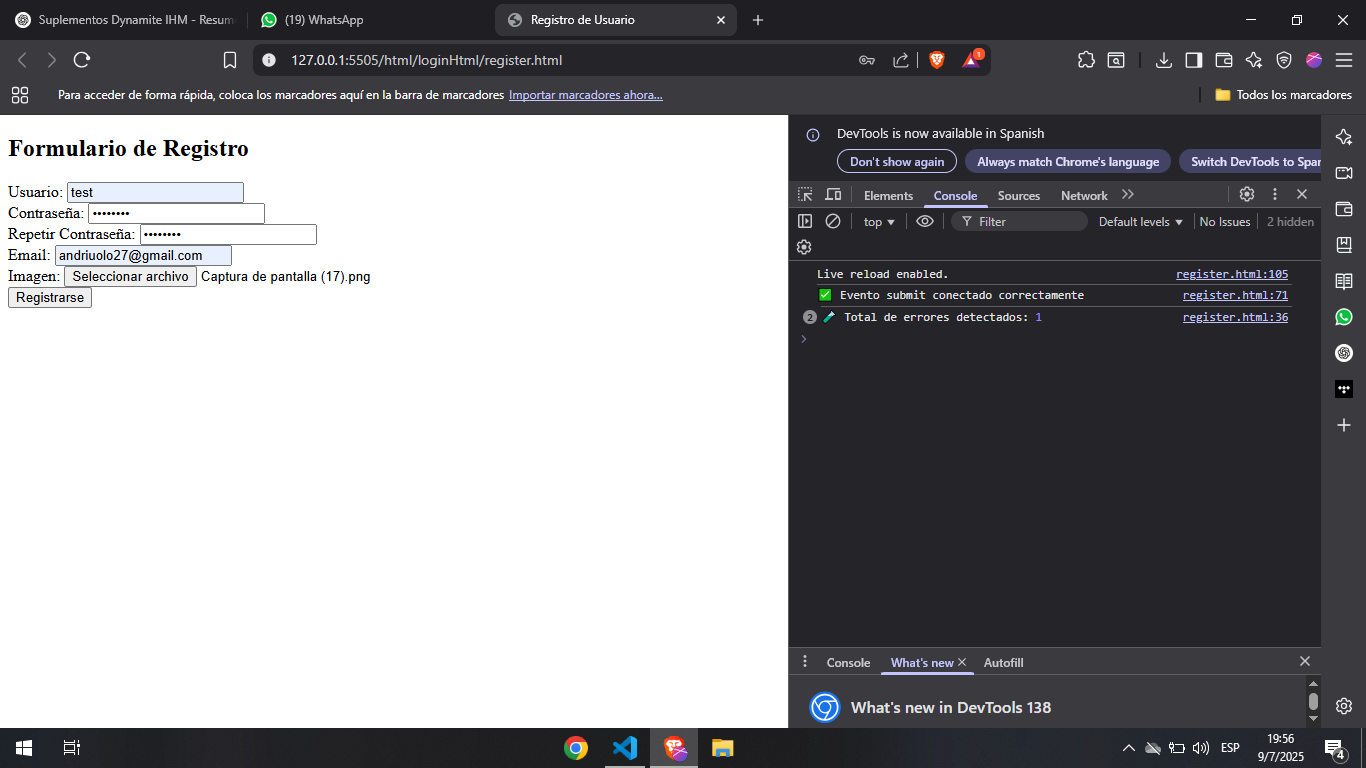 Suplementos Dynamite IHM - Resum
(19) WhatsApp
Registro de Usuario
127.0.0.1:5505/html/loginHtml/register.html
1
Para acceder de forma rápida, coloca los marcadores aquí en la barra de marcadores Importar marcadores ahora...
Todos los marcadores
Formulario de Registro
Usuario: test
Contraseña: ••••••••
Repetir Contraseña: ••••••••
Email: andriuolo27@gmail.com
Imagen: Seleccionar archivo Captura de pantalla (17).png
Registrarse
DevTools is now available in Spanish
Don't show again Always match Chrome's language Switch DevTools to Span
Elements Console Sources Network
top Filter Default levels No Issues 2 hidden
Live reload enabled. register.html:105
✅ Evento submit conectado correctamente register.html:71
2 🧪 Total de errores detectados: 1 register.html:36
Console What's new Autofill
What's new in DevTools 138
ESP
19:56
9/7/2025
4